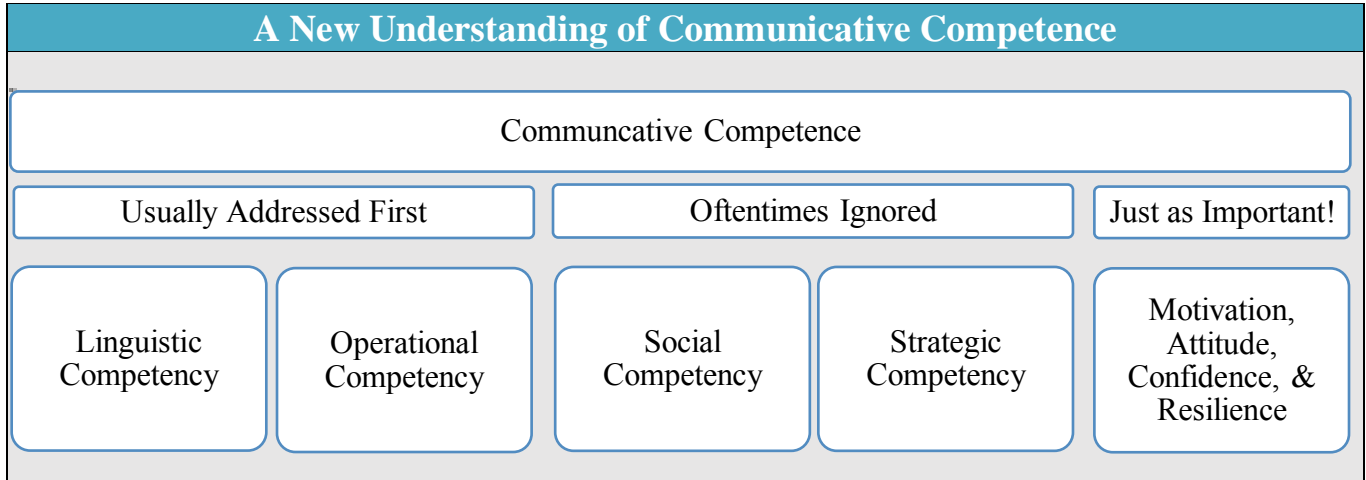 A New Understanding of Communicative Competence
Communcative Competence
Usually Addressed First
Oftentimes Ignored
Just as Important!
Linguistic
Competency
Operational
Competency
Social
Competency
Strategic
Competency
Motivation,
Attitude,
Confidence, &
Resilience